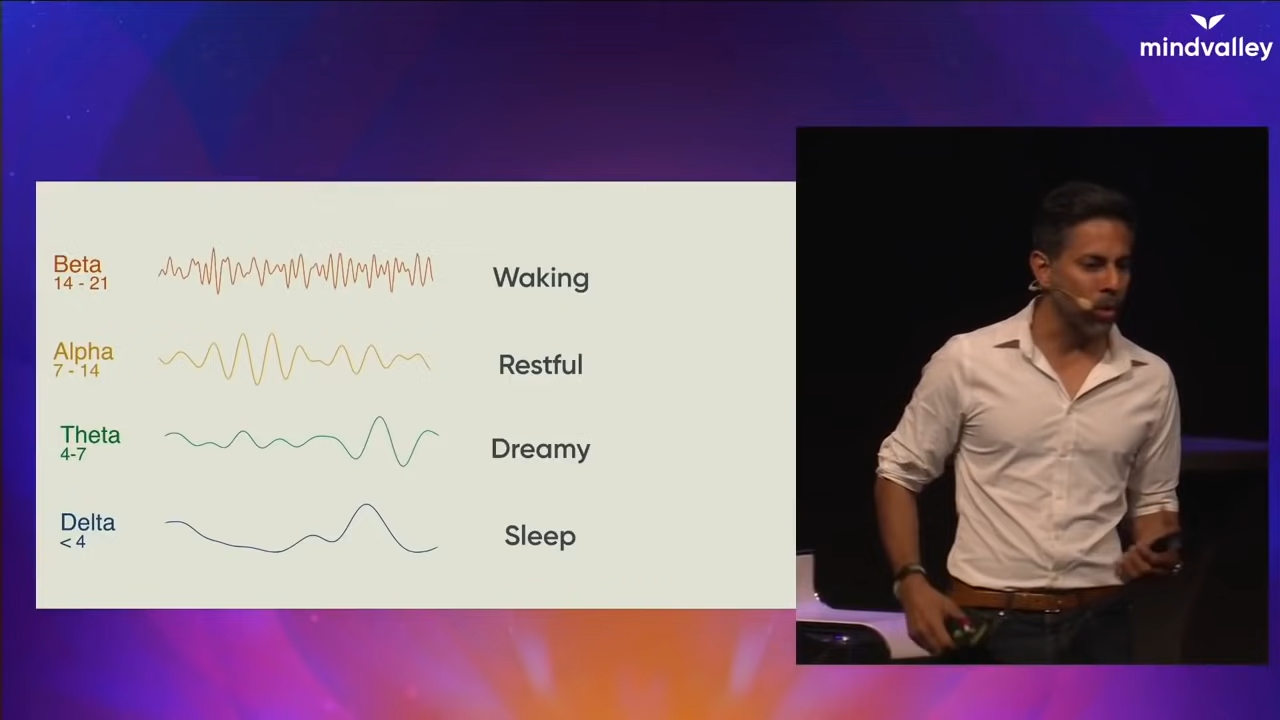 mindvalley
Beta
14 - 21
Waking
Alpha
7 - 14
Restful
Theta
4-7
Dreamy
Delta
< 4
Sleep